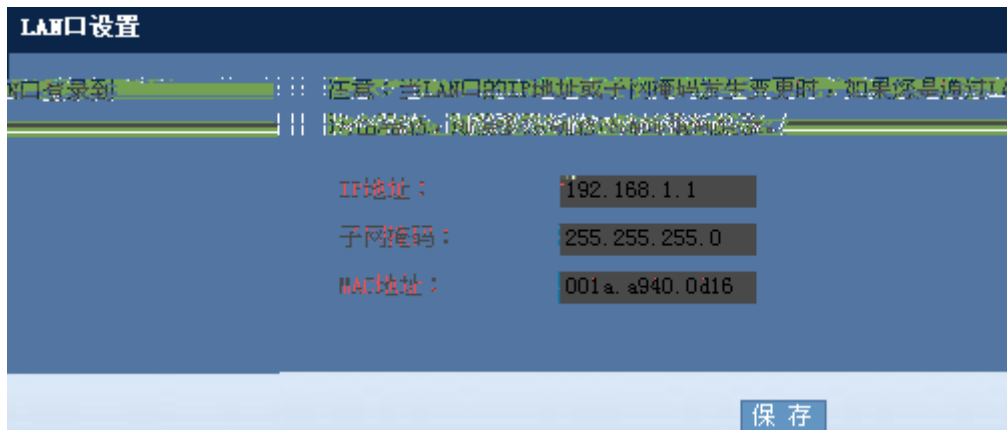 LAN口设置
N口登录到
注意：当LAN口的IP地址或子网掩码发生变更时，如果您是通过LA
IP地址：
192.168.1.1
子网掩码：
255.255.255.0
MAC地址：
001a.a940.0d16
保 存